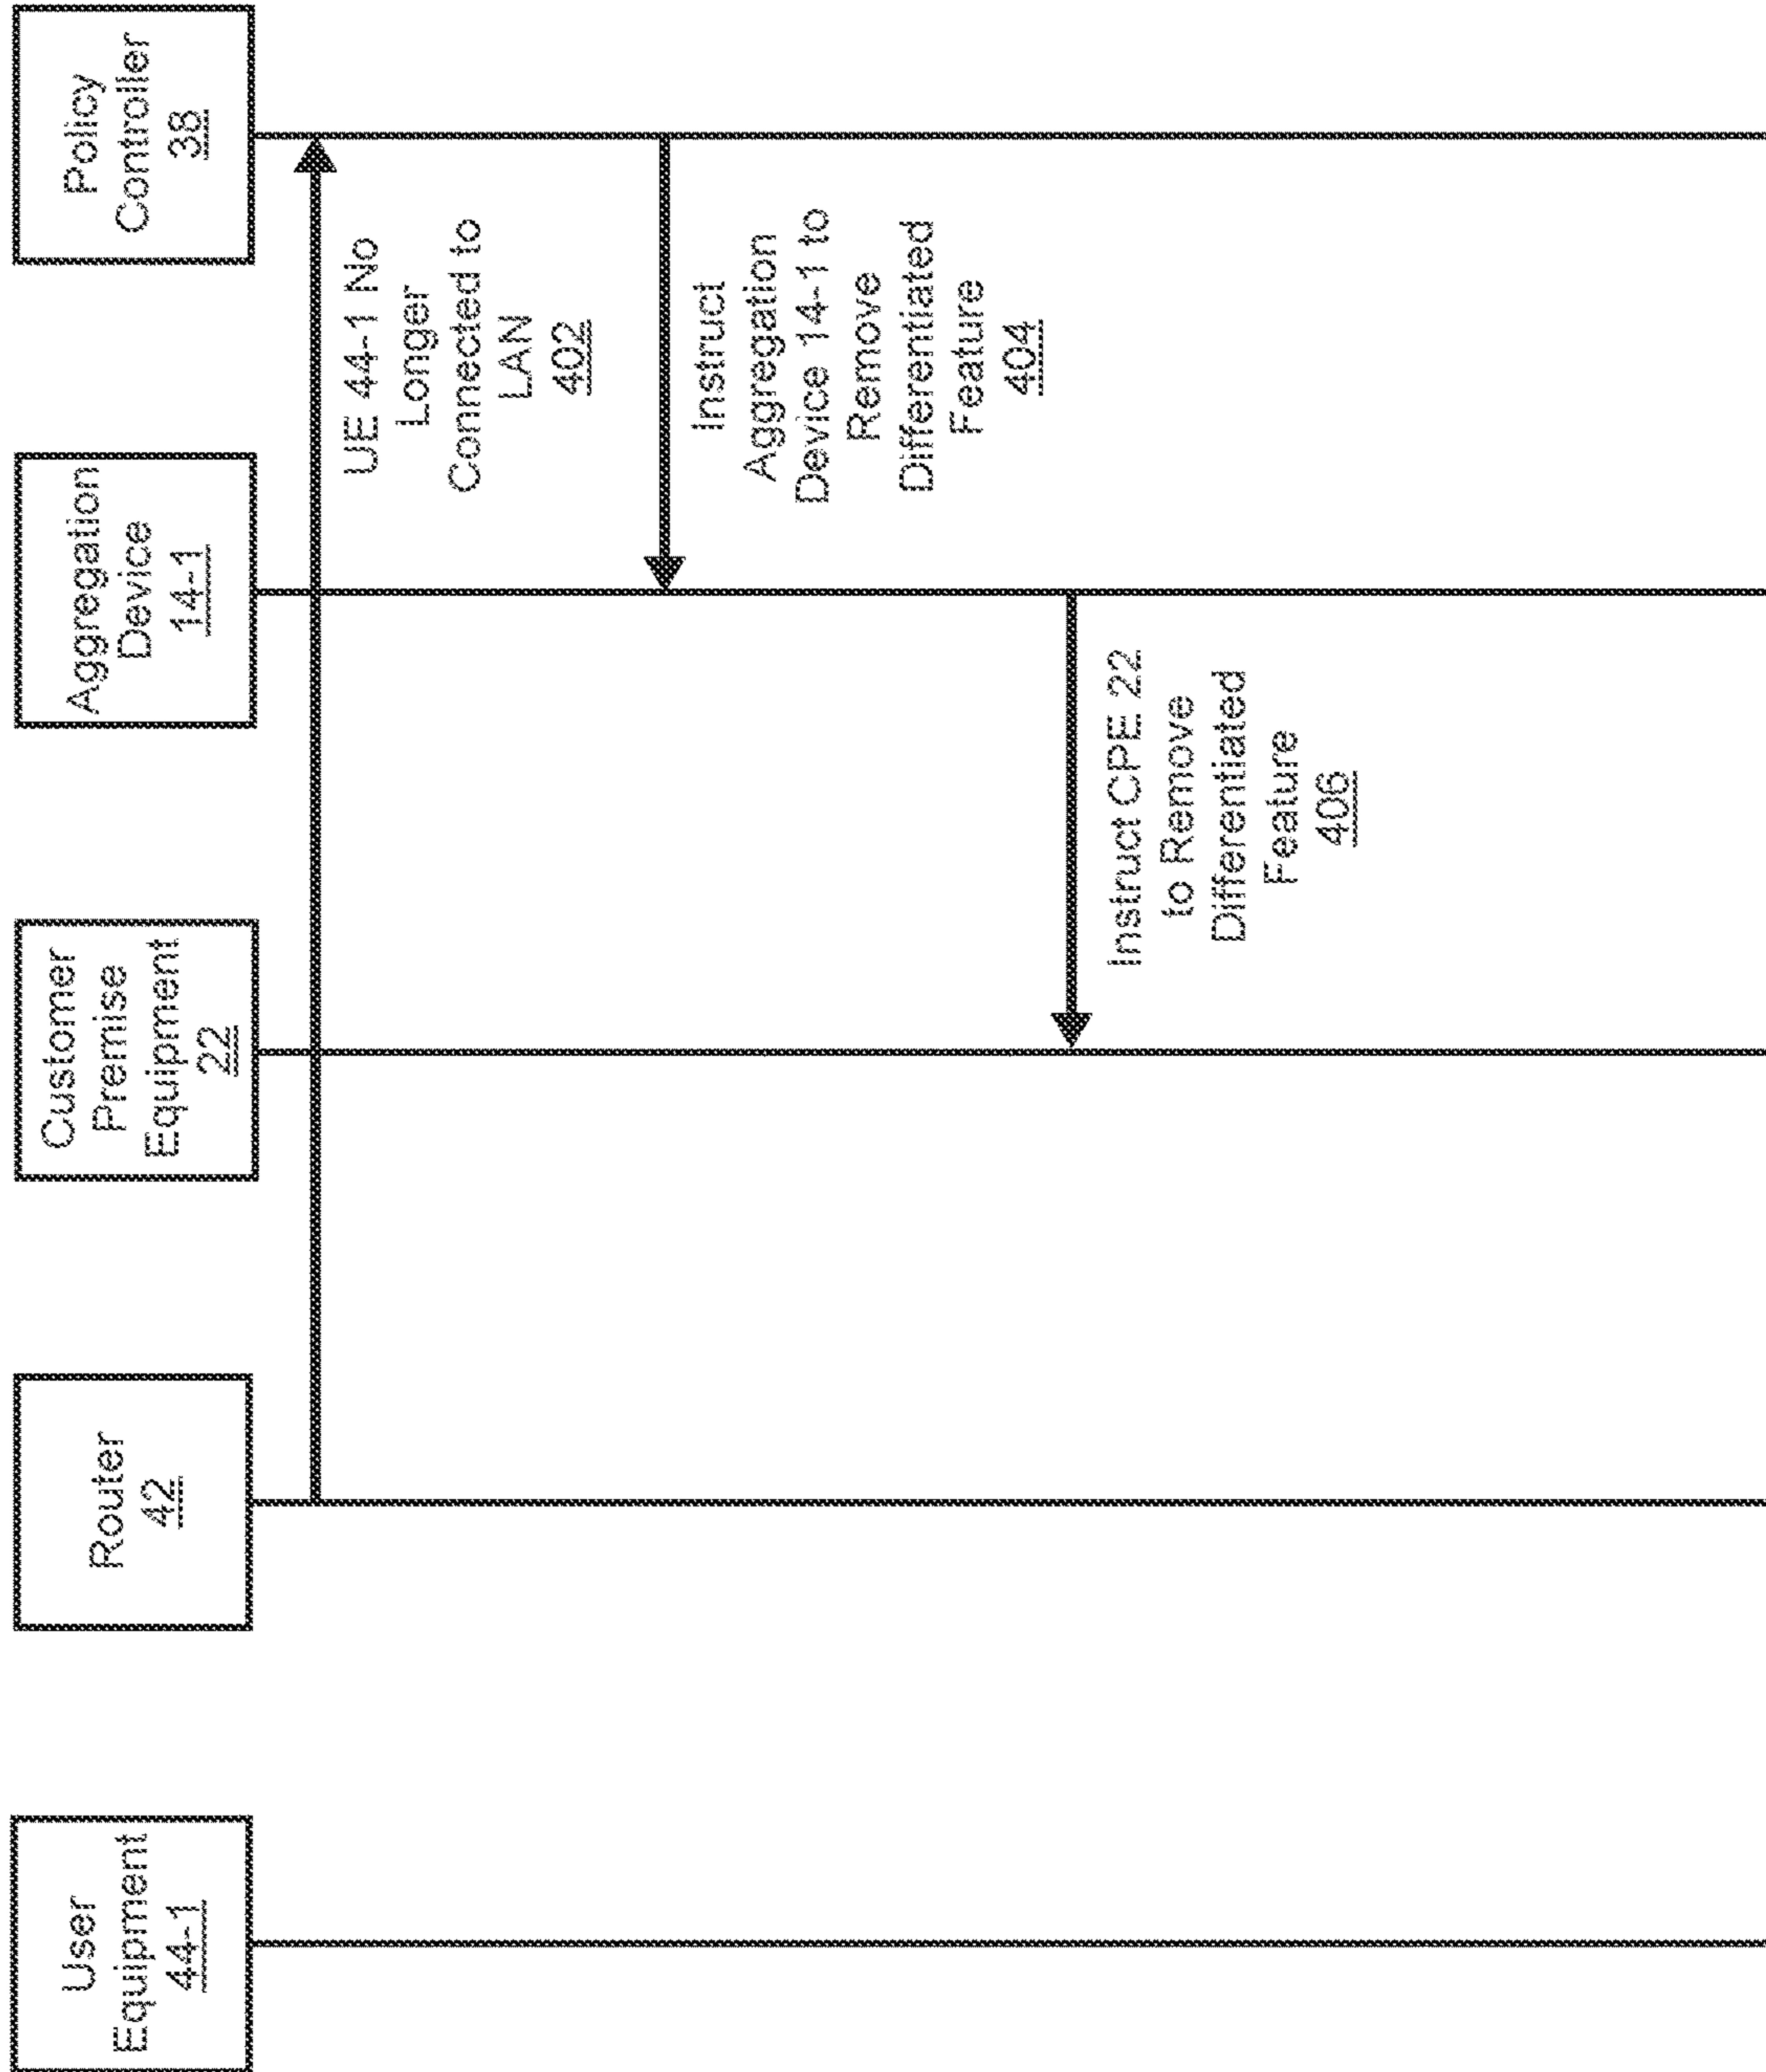 User
Equipment
44-1
Router
42
Customer
Premise
Equipment
22
Aggregation
Device
14-1
Policy
Controller
38
UE 44-1 No
Longer
Connected to
LAN
402
Instruct
Aggregation
Device 14-1 to
Remove
Differentiated
Feature
404
Instruct CPE 22
to Remove
Differentiated
Feature
406